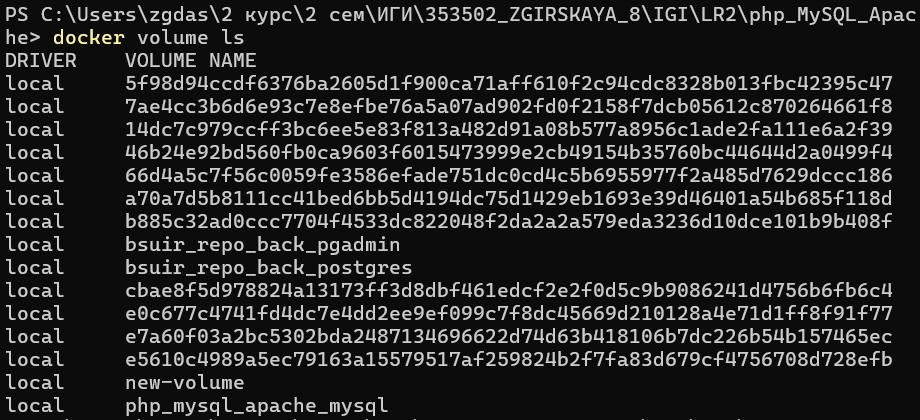 PS C:\Users\zgdas\2 курс\2 сем\ИГИ\353502_ZGIRSKAYA_8\IGI\LR2\php_MySQL_Apac
he> docker volume ls
DRIVER    VOLUME NAME
local     5f98d94ccdf6376ba2605d1f900ca71aff610f2c94cdc8328b013fbc42395c47
local     7ae4cc3b6d6e93c7e8efbe76a5a07ad902fd0f2158f7dcb05612c870264661f8
local     14dc7c979ccff3bc6ee5e83f813a482d91a08b577a8956c1ade2fa111e6a2f39
local     46b24e92bd560fb0ca9603f6015473999e2cb49154b35760bc44644d2a0499f4
local     66d4a5c7f56c0059fe3586efade751dc0cd4c5b6955977f2a485d7629dccc186
local     a70a7d5b8111cc41bed6bb5d4194dc75d1429eb1693e39d46401a54b685f118d
local     b885c32ad0ccc7704f4533dc822048f2da2a2a579eda3236d10dce101b9b408f
local     bsuir_repo_back_pgadmin
local     bsuir_repo_back_postgres
local     cbae8f5d978824a13173ff3d8dbf461edcf2e2f0d5c9b9086241d4756b6fb6c4
local     e0c677c4741fd4dc7e4dd2ee9ef099c7f8dc45669d210128a4e71d1ff8f91f77
local     e7a60f03a2bc5302bda2487134696622d74d63b418106b7dc226b54b157465ec
local     e5610c4989a5ec79163a15579517af259824b2f7fa83d679cf4756708d728efb
local     new-volume
local     php_mysql_apache_mysql